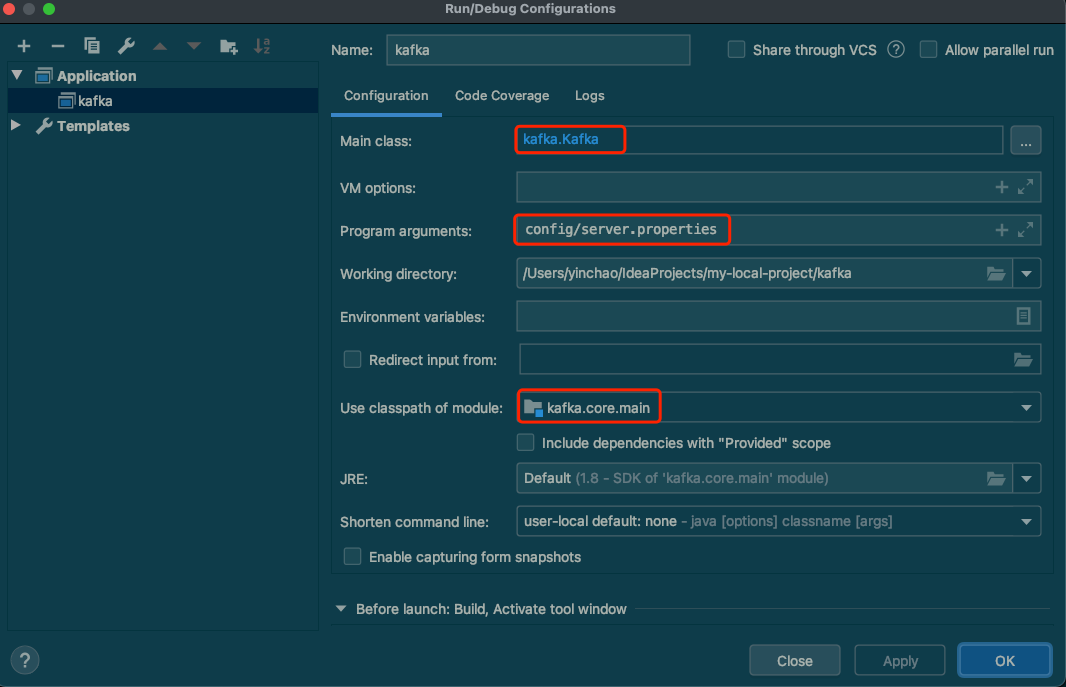 Run/Debug Configurations
Name: kafka
Share through VCS ?
Allow parallel run
Application
kafka
Templates
Configuration Code Coverage Logs
Main class: kafka.Kafka ...
VM options:
Program arguments: config/server.properties
Working directory: /Users/yinchao/IdeaProjects/my-local-project/kafka
Environment variables:
Redirect input from:
Use classpath of module: kafka.core.main
Include dependencies with "Provided" scope
JRE: Default (1.8 - SDK of 'kafka.core.main' module)
Shorten command line: user-local default: none - java [options] classname [args]
Enable capturing form snapshots
Before launch: Build, Activate tool window
? Close Apply OK